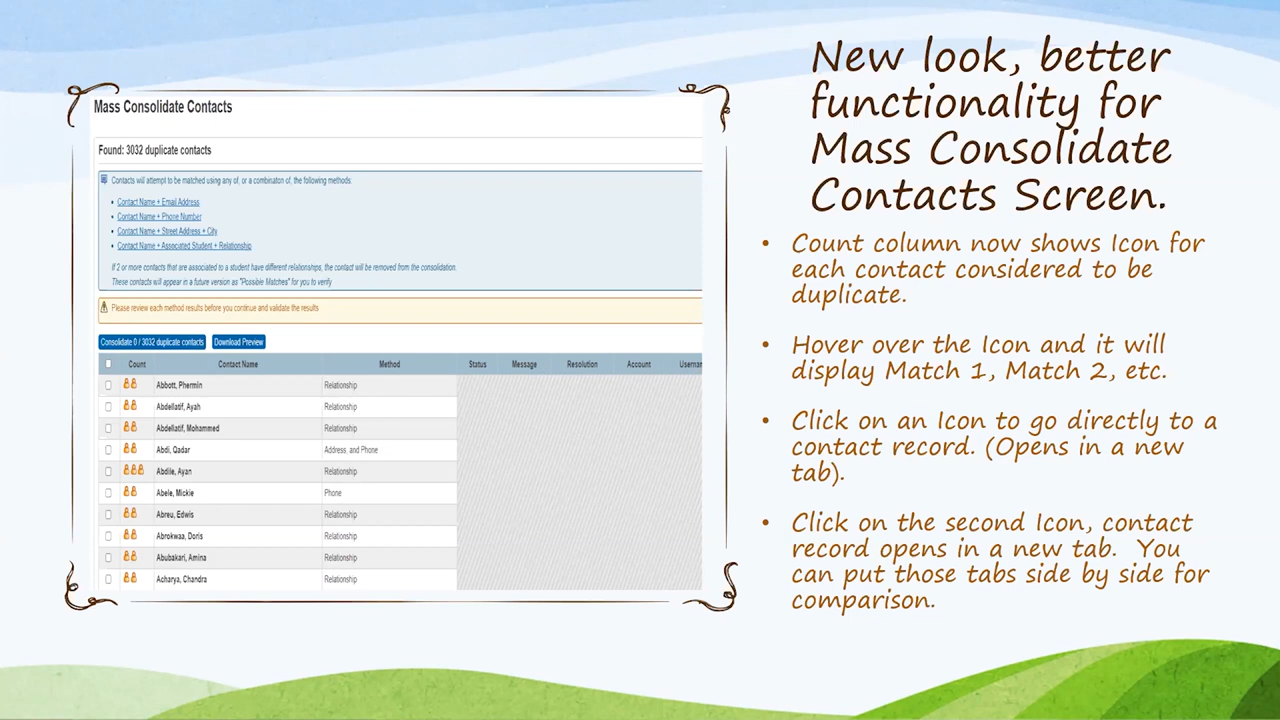 New look, better
functionality for
Mass Consolidate
Contacts Screen.
Mass Consolidate Contacts
Found: 3032 duplicate contacts
Contacts will attempt to be matched using any of, or a combinaton of, the following methods:
• Contact Name + Email Address
• Contact Name + Phone Number
• Contact Name + Street Address + City
• Contact Name + Associated Student + Relationship
If 2 or more contacts that are associated to a student have different relationships, the contact will be removed from the consolidation.
These contacts will appear in a future version as "Possible Matches" for you to verify
Please review each method results before you continue and validate the results
Consolidate 0 / 3032 duplicate contacts Download Preview
Count Contact Name Method Status Message Resolution Account Usernam
Abbott, Phermin Relationship
Abdellatif, Ayah Relationship
Abdellatif, Mohammed Relationship
Abdi, Qadar Address, and Phone
Abdile, Ayan Relationship
Abele, Mickie Phone
Abreu, Edwis Relationship
Abrokwaa, Doris Relationship
Abubakari, Amina Relationship
Acharya, Chandra Relationship
• Count column now shows Icon for
each contact considered to be
duplicate.
• Hover over the Icon and it will
display Match 1, Match 2, etc.
• Click on an Icon to go directly to a
contact record. (Opens in a new
tab).
• Click on the second Icon, contact
record opens in a new tab. You
can put those tabs side by side for
comparison.